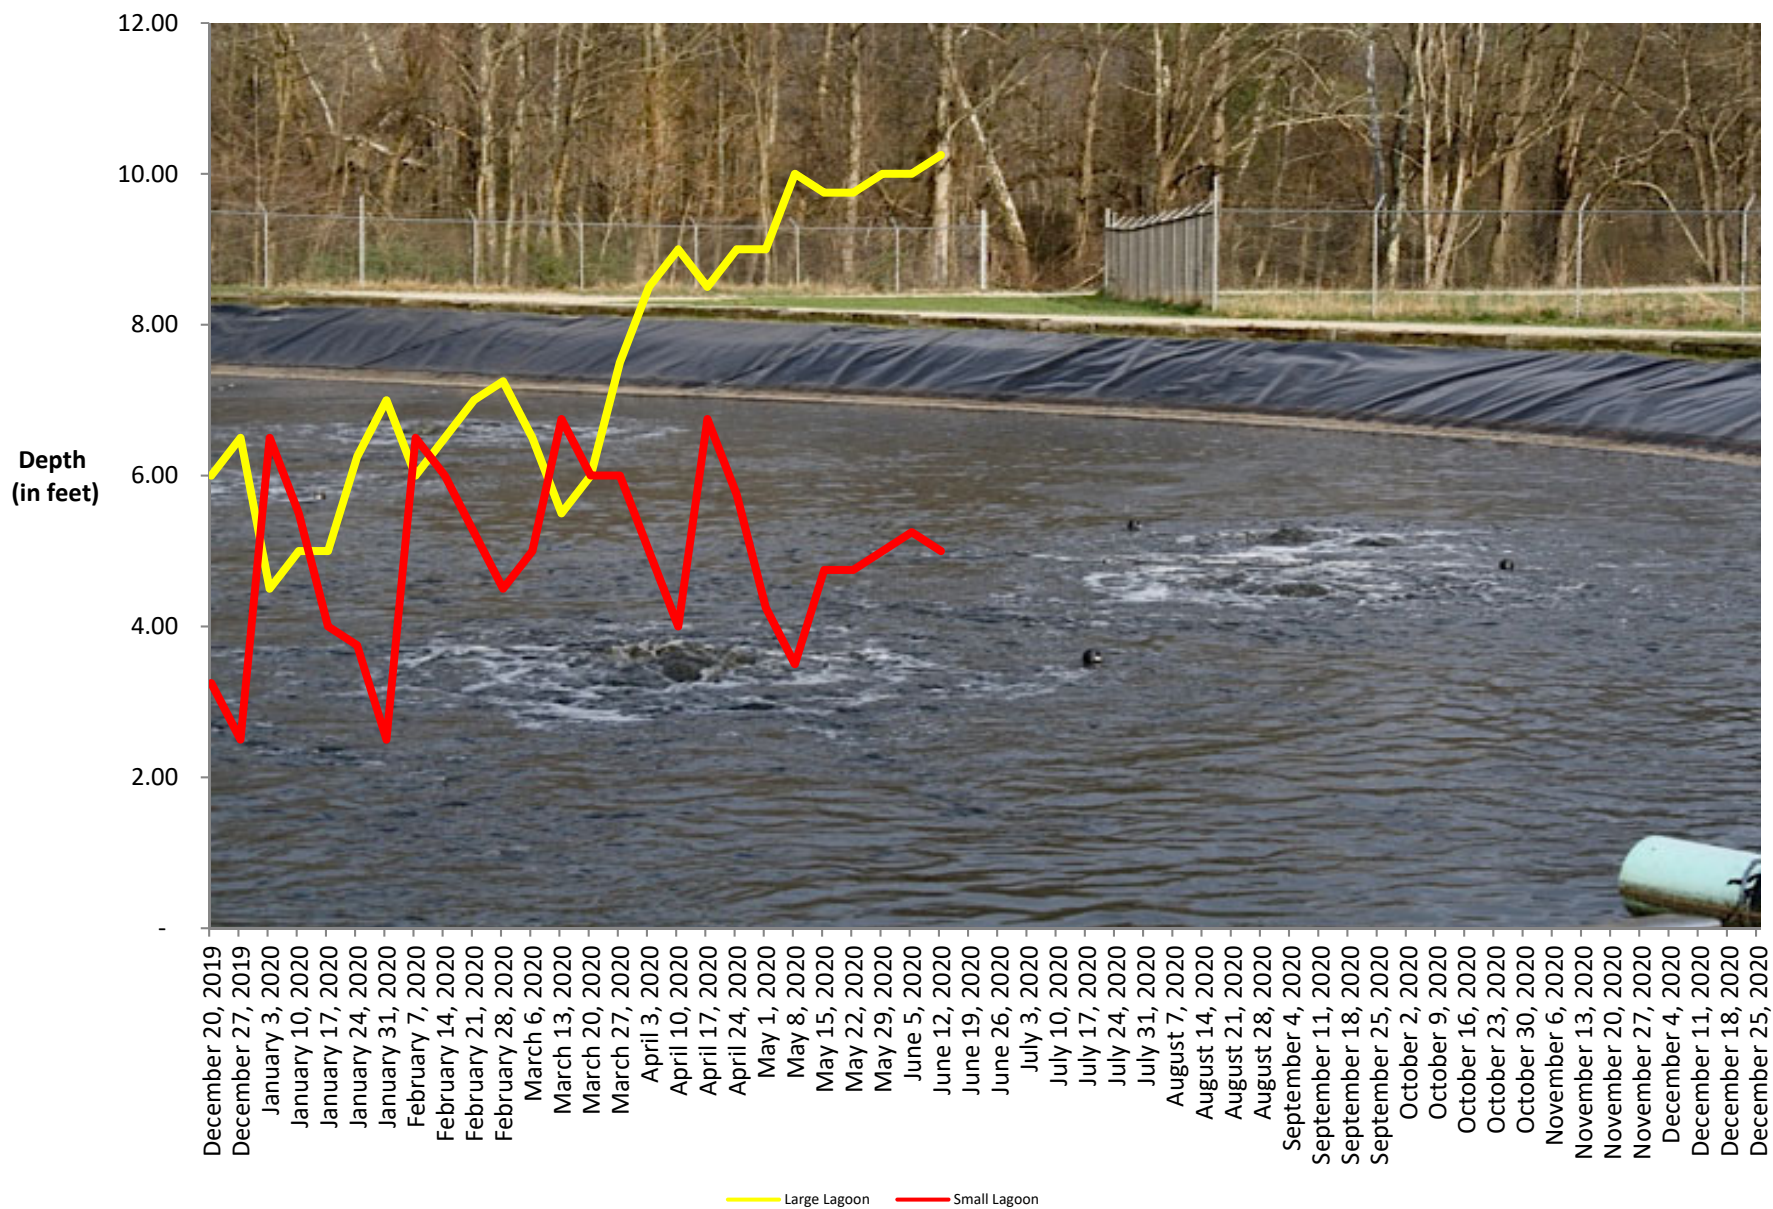 12.00
10.00
8.00
6.00
4.00
2.00
-
Depth
(in feet)
December 20, 2019
December 27, 2019
January 3, 2020
January 10, 2020
January 17, 2020
January 24, 2020
January 31, 2020
February 7, 2020
February 14, 2020
February 21, 2020
February 28, 2020
March 6, 2020
March 13, 2020
March 20, 2020
March 27, 2020
April 3, 2020
April 10, 2020
April 17, 2020
April 24, 2020
May 1, 2020
May 8, 2020
May 15, 2020
May 22, 2020
May 29, 2020
June 5, 2020
June 12, 2020
June 19, 2020
June 26, 2020
July 3, 2020
July 10, 2020
July 17, 2020
July 24, 2020
July 31, 2020
August 7, 2020
August 14, 2020
August 21, 2020
August 28, 2020
September 4, 2020
September 11, 2020
September 18, 2020
September 25, 2020
October 2, 2020
October 9, 2020
October 16, 2020
October 23, 2020
October 30, 2020
November 6, 2020
November 13, 2020
November 20, 2020
November 27, 2020
December 4, 2020
December 11, 2020
December 18, 2020
December 25, 2020
Large Lagoon
Small Lagoon